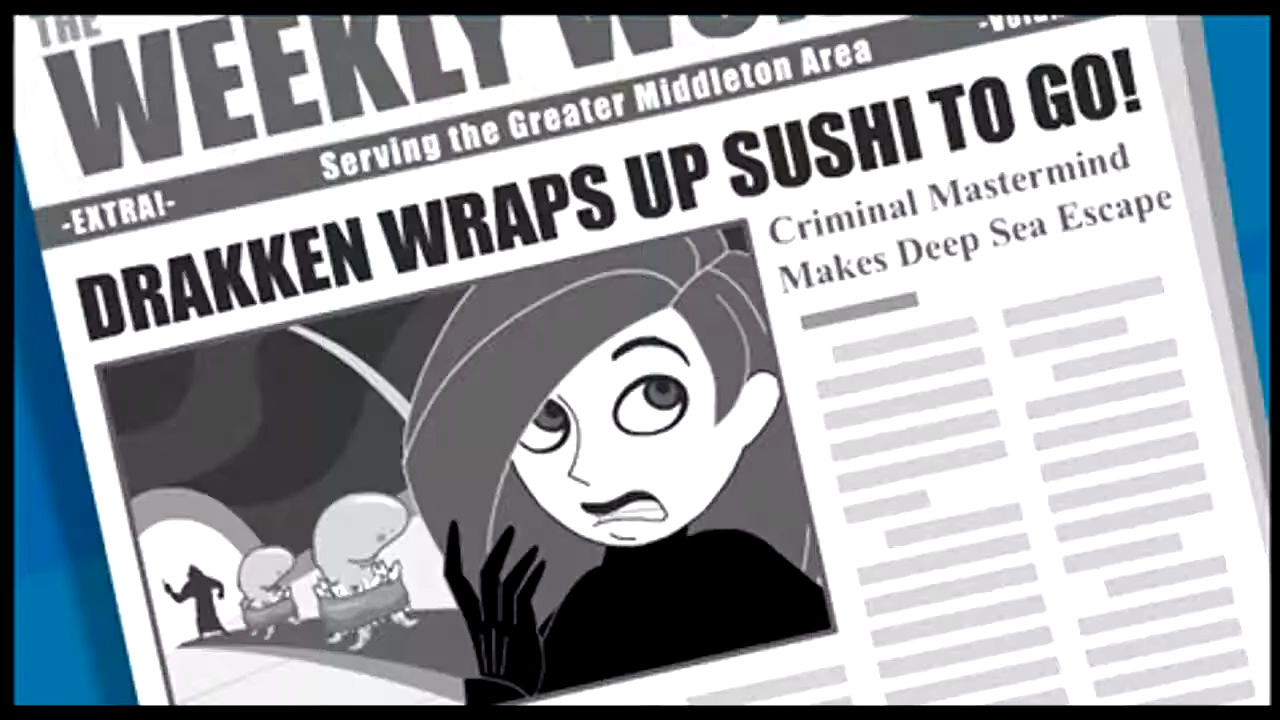 THE
WEEKLY
-EXTRA!-
Serving the Greater Middleton Area
DRAKKEN WRAPS UP SUSHI TO GO!
Criminal Mastermind
Makes Deep Sea Escape